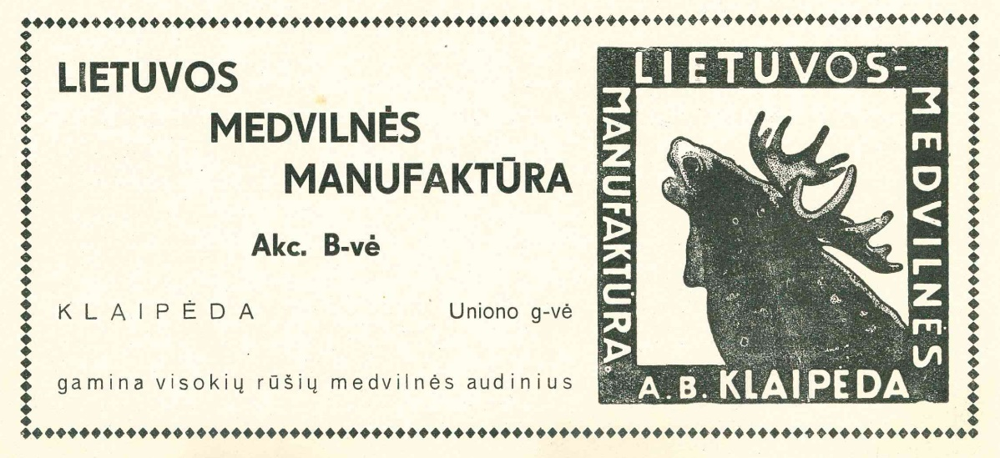 LIETUVOS
MEDVILNĖS
MANUFAKTŪRA
Akc. B-vė
KLAIPĖDA
Uniono g-vė
gamina visokių rūšių medvilnės audinius
LIETUVOS-
MEDVILNĖS
MANUFAKTŪRA.
A.B. KLAIPĖDA